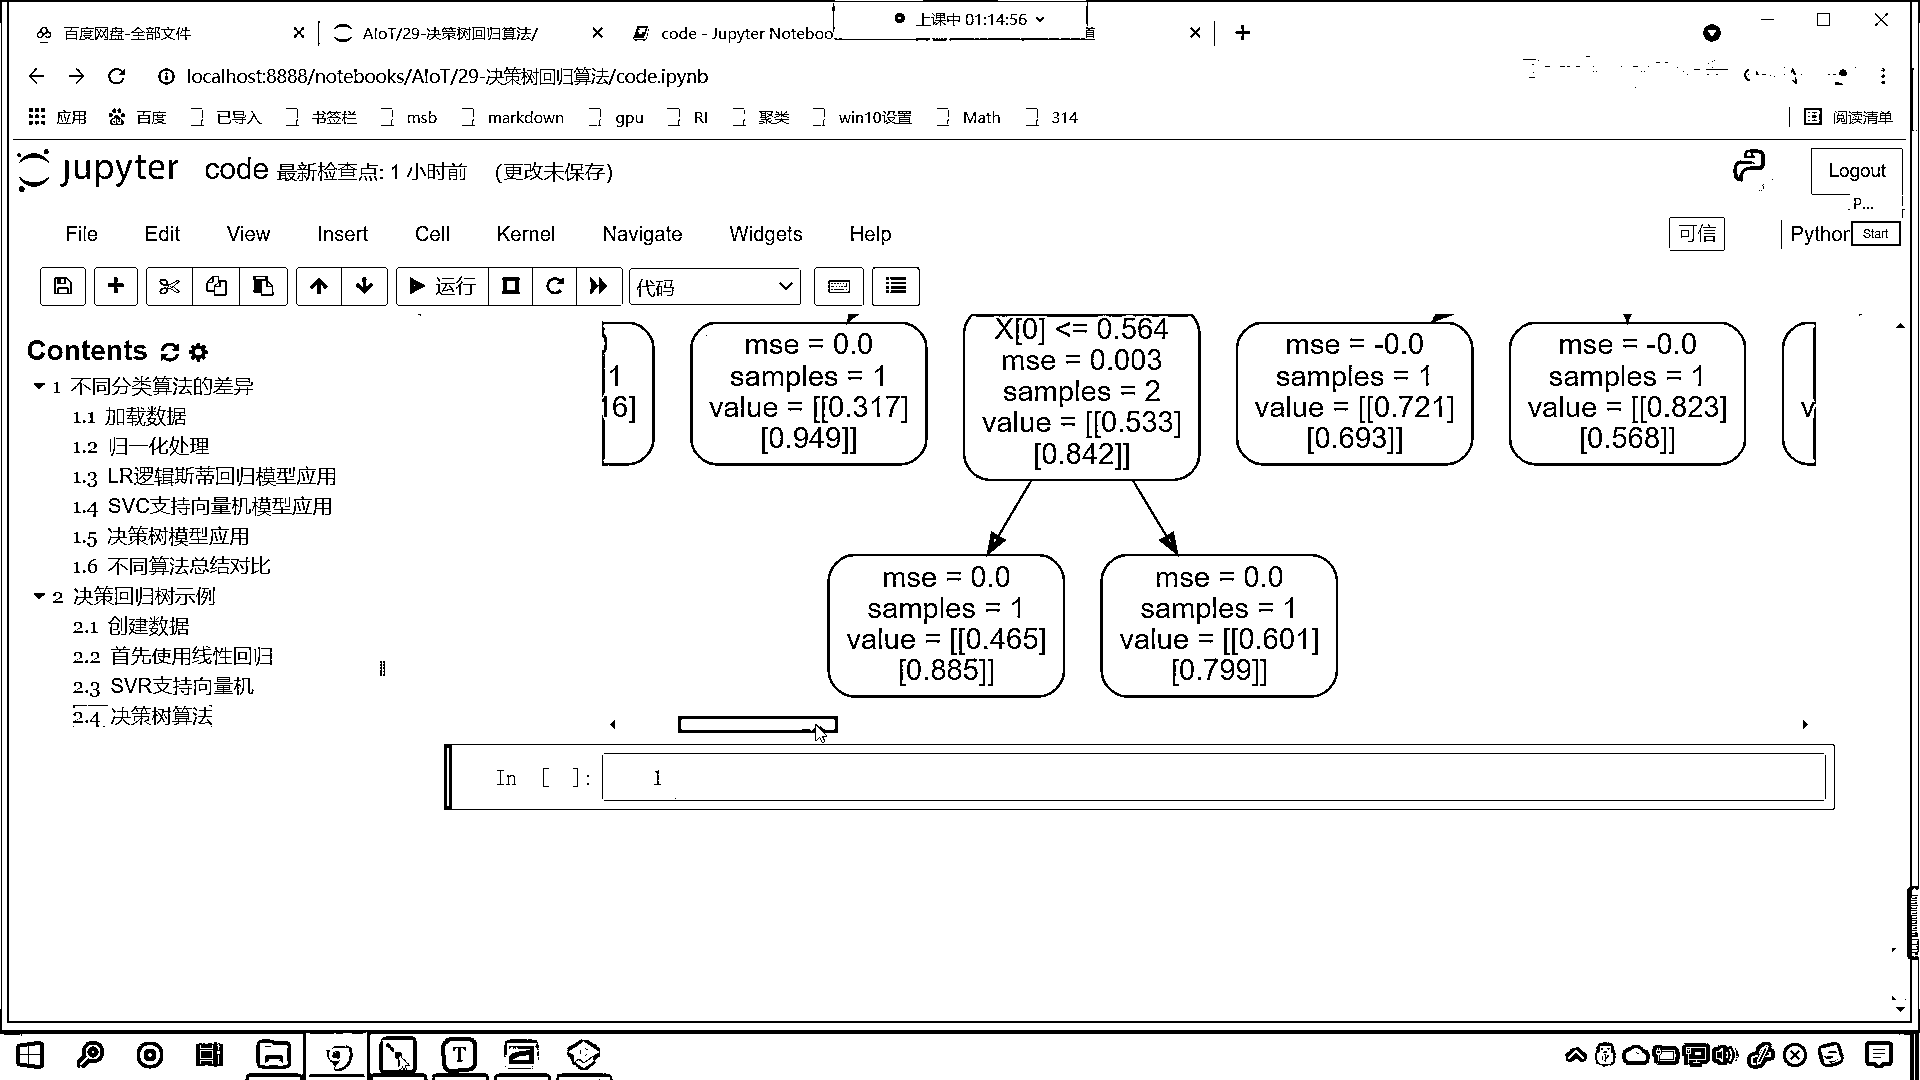 上课中 01:14:56
百度网盘-全部文件
AIoT/29-决策树回归算法/
code - Jupyter Noteboo
道
localhost:8888/notebooks/AIoT/29-决策树回归算法/code.ipynb
应用 百度 已导入 书签栏 msb markdown gpu RI 聚类 win10设置 Math 314 阅读清单
jupyter code 最新检查点: 1 小时前 (更改未保存)
Logout
p...
File Edit View Insert Cell Kernel Navigate Widgets Help 可信 Python Start
运行 代码
Contents
1 不同分类算法的差异
1.1 加载数据
1.2 归一化处理
1.3 LR逻辑斯蒂回归模型应用
1.4 SVC支持向量机模型应用
1.5 决策树模型应用
1.6 不同算法总结对比
2 决策回归树示例
2.1 创建数据
2.2 首先使用线性回归
2.3 SVR支持向量机
2.4 决策树算法
1
16]
mse = 0.0
samples = 1
value = [[0.317]
[0.949]]
X[0] <= 0.564
mse = 0.003
samples = 2
value = [[0.533]
[0.842]]
mse = -0.0
samples = 1
value = [[0.721]
[0.693]]
mse = -0.0
samples = 1
value = [[0.823]
[0.568]]
v
mse = 0.0
samples = 1
value = [[0.465]
[0.885]]
mse = 0.0
samples = 1
value = [[0.601]
[0.799]]
In [ ]: 1